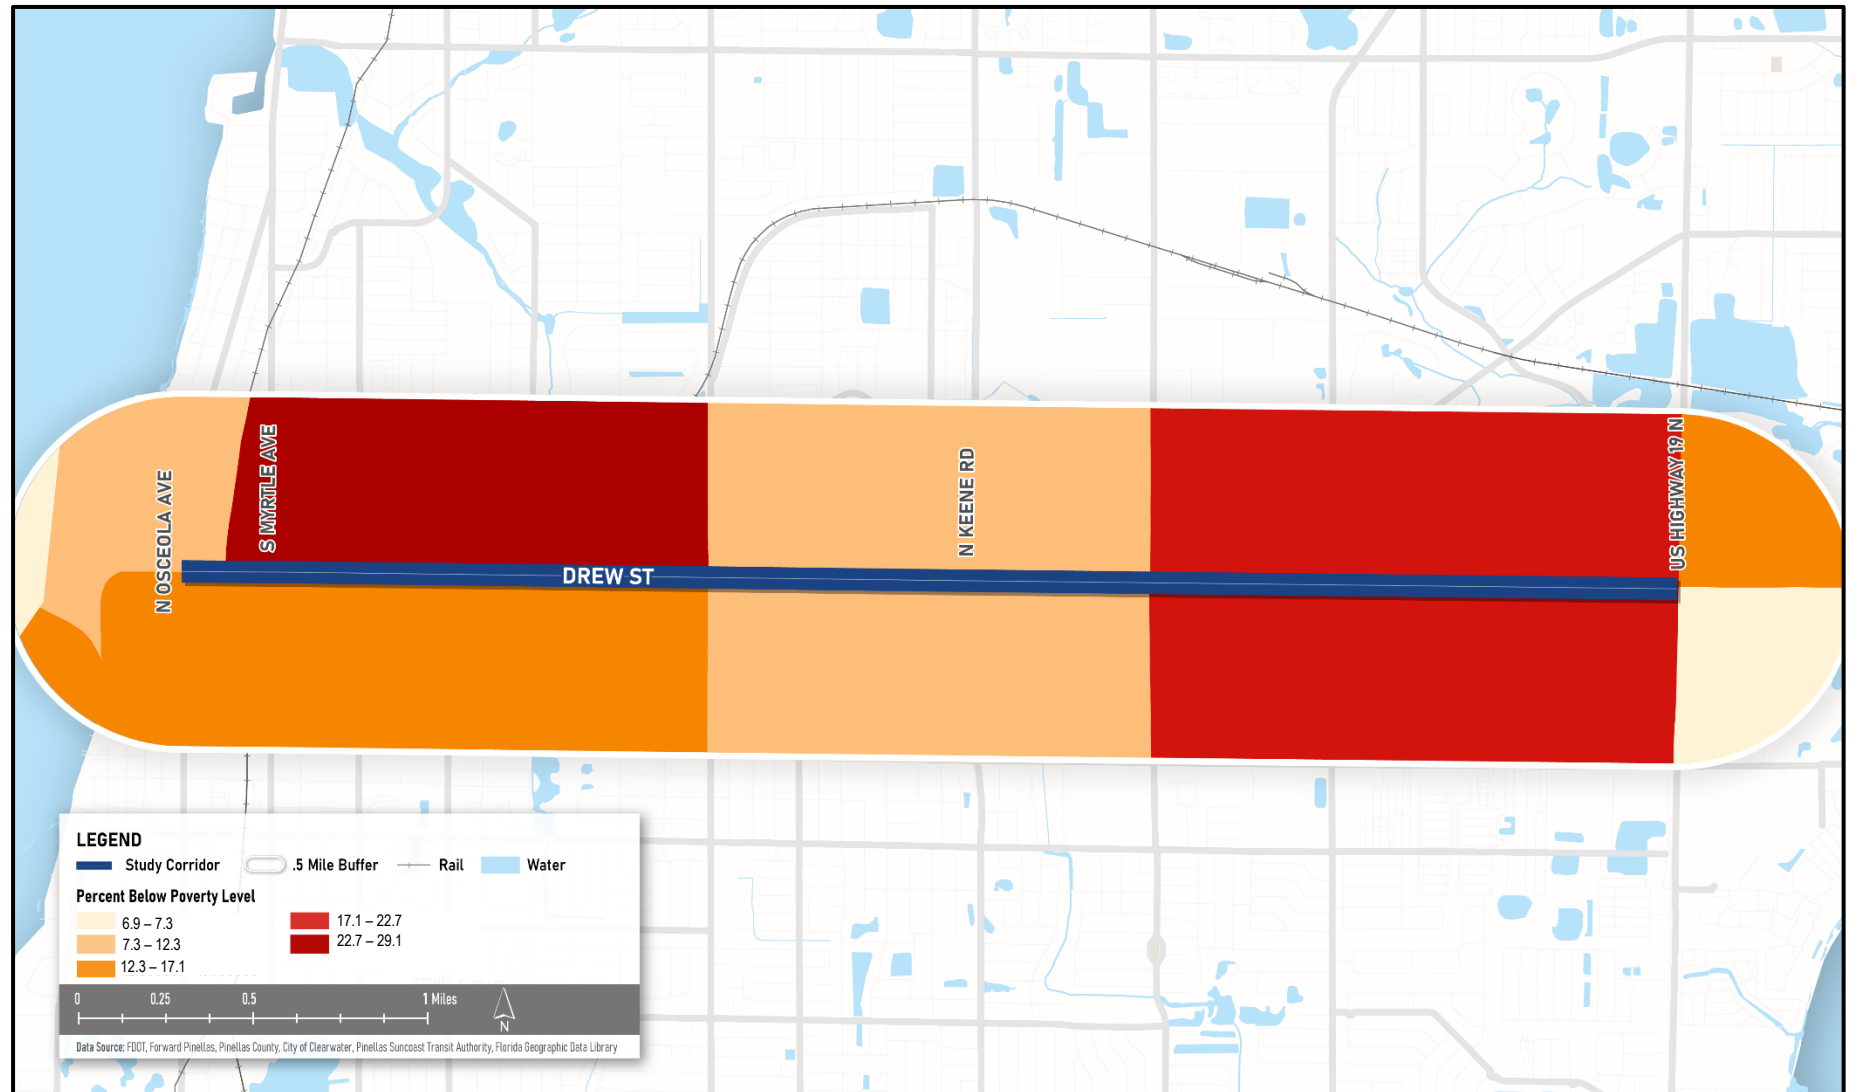 N OSCEOLA AVE
S MYRTLE AVE
N KEENE RD
US HIGHWAY 19 N
DREW ST
LEGEND
Study Corridor .5 Mile Buffer Rail Water
Percent Below Poverty Level
6.9 – 7.3 17.1 – 22.7
7.3 – 12.3 22.7 – 29.1
12.3 – 17.1
0 0.25 0.5 1 Miles
N
Data Source: FDOT, Forward Pinellas, Pinellas County, City of Clearwater, Pinellas Suncoast Transit Authority, Florida Geographic Data Library